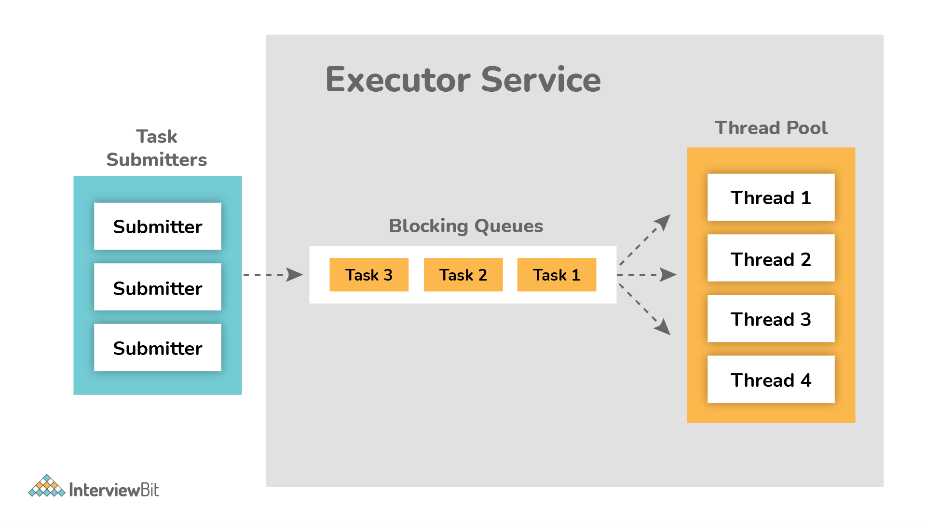 Executor Service
Task
Submitters
Submitter
Submitter
Submitter
Blocking Queues
Task 3 Task 2 Task 1
Thread Pool
Thread 1
Thread 2
Thread 3
Thread 4
InterviewBit